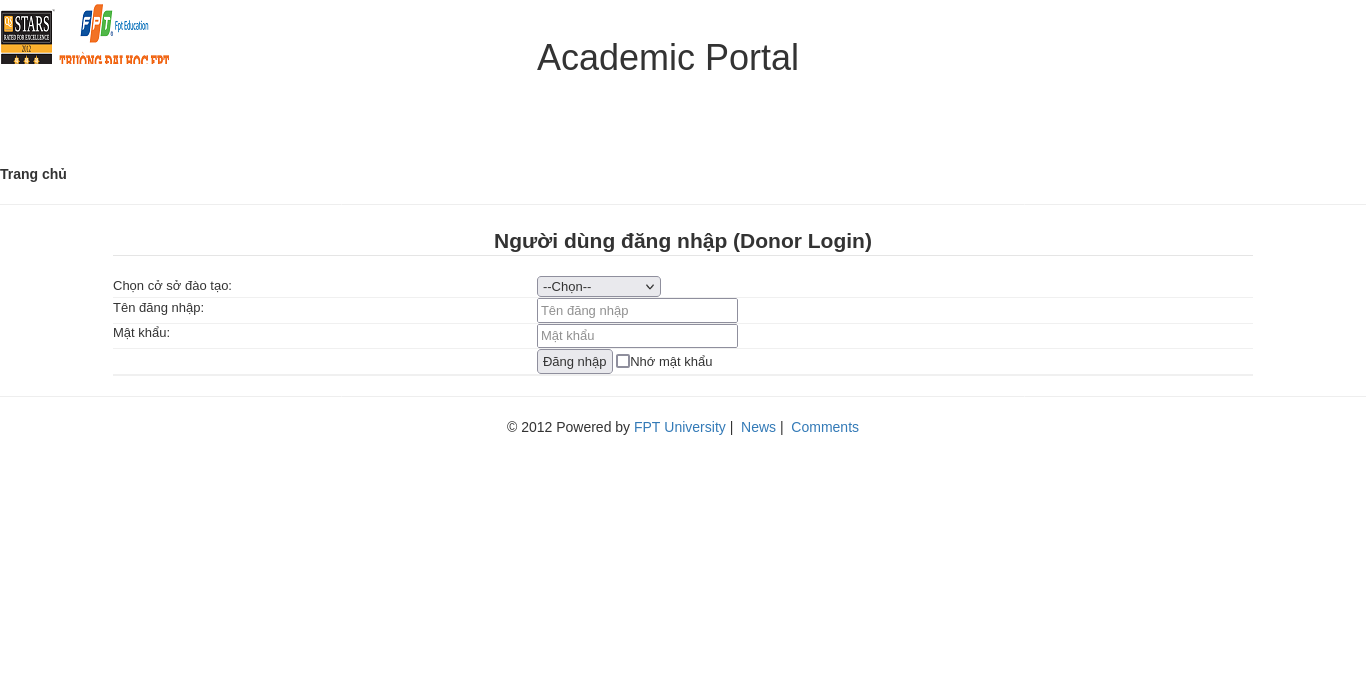 STARS
RATED FOR EXCELLENCE
2012
FPT Fpt Education
TRƯỜNG ĐẠI HỌC FPT
Academic Portal
Trang chủ
Người dùng đăng nhập (Donor Login)
Chọn cở sở đào tạo: --Chọn--
Tên đăng nhập: Tên đăng nhập
Mật khẩu: Mật khẩu
Đăng nhập Nhớ mật khẩu
© 2012 Powered by FPT University | News | Comments